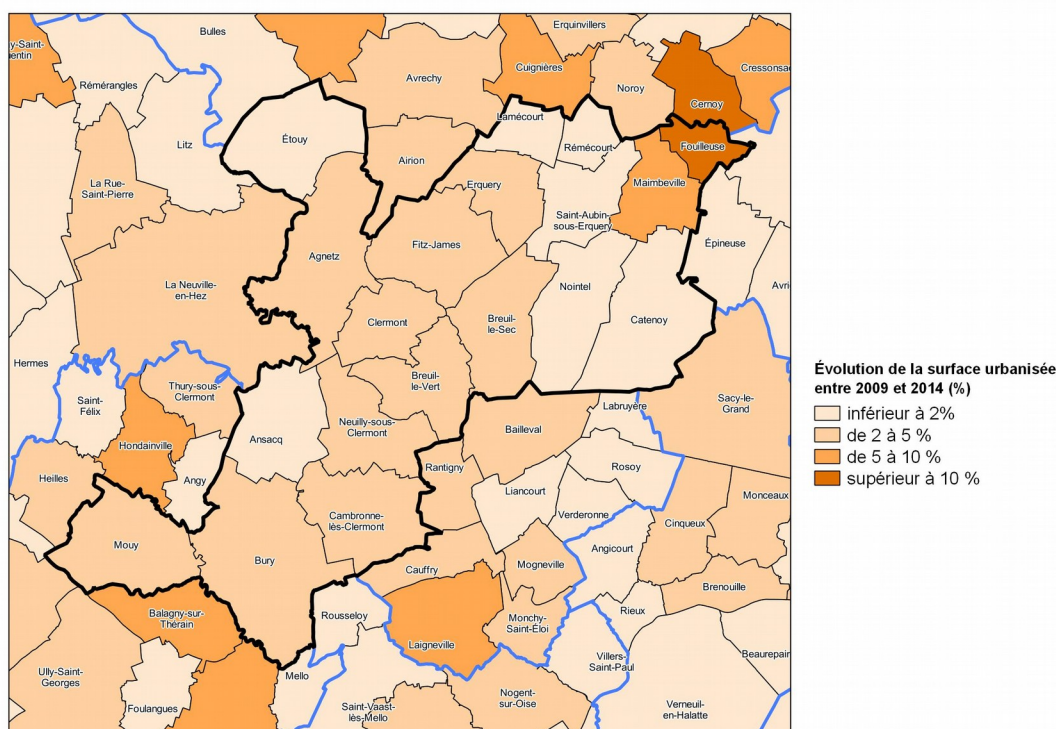 Bulles
Erquinvillers
y-Saint-
entin
Rémérangles
Avrechy
Cuignières
Noroy
Cressonsa
Cernoy
Litz
Étouy
Lamécourt
Rémécourt
Fouilleuse
Airion
La Rue-
Saint-Pierre
Erquery
Maimbeville
Saint-Aubin-
sous-Erquery
Agnetz
Fitz-James
Épineuse
La Neuville-
en-Hez
Nointel
Avri
Clermont
Breuil-
le-Sec
Catenoy
Hermes
Thury-sous-
Clermont
Breuil-
le-Vert
Saint-
Félix
Labruyère
Sacy-le-
Grand
Ansacq
Neuilly-sous-
Clermont
Bailleval
Hondainville
Heilles
Angy
Rantigny
Rosoy
Liancourt
Monceaux
Cambronne-
lès-Clermont
Verderonne
Cinqueux
Mouy
Bury
Angicourt
Cauffry
Mogneville
Brenouille
Balagny-sur-
Thérain
Rousseloy
Monchy-
Saint-Éloi
Rieux
Laigneville
Ully-Saint-
Georges
Mello
Villers-
Saint-Paul
Beaurepair
Foulangues
Saint-Vaast-
lès-Mello
Nogent-
sur-Oise
Verneuil-
en-Halatte
Évolution de la surface urbanisée
entre 2009 et 2014 (%)
inférieur à 2%
de 2 à 5 %
de 5 à 10 %
supérieur à 10 %